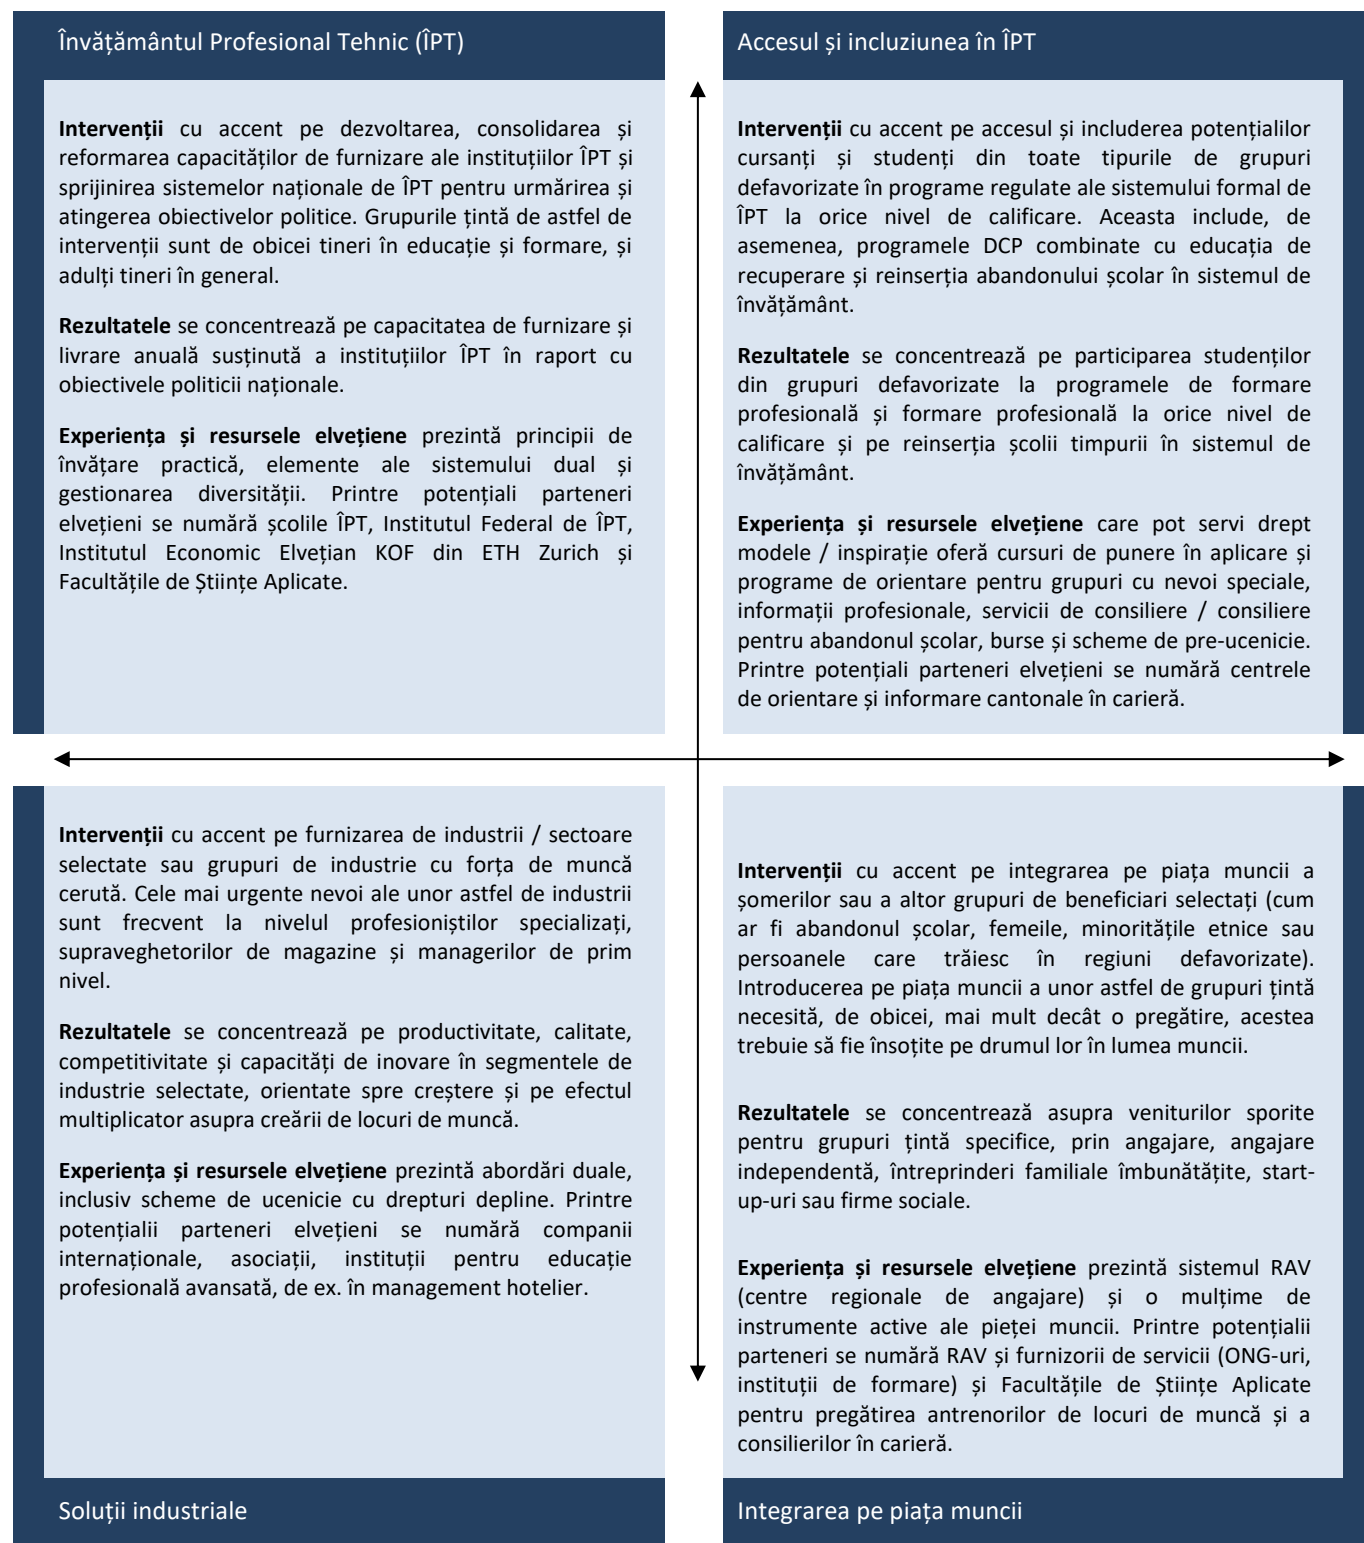 Învățământul Profesional Tehnic (ÎPT)
Intervenții cu accent pe dezvoltarea, consolidarea și
reformarea capacităților de furnizare ale instituțiilor ÎPT și
sprijinirea sistemelor naționale de ÎPT pentru urmărirea și
atingerea obiectivelor politice. Grupurile țintă de astfel de
intervenții sunt de obicei tineri în educație și formare, și
adulți tineri în general.
Rezultatele se concentrează pe capacitatea de furnizare și
livrare anuală susținută a instituțiilor ÎPT în raport cu
obiectivele politicii naționale.
Experiența și resursele elvețiene prezintă principii de
învățare practică, elemente ale sistemului dual și
gestionarea diversității. Printre potențiali parteneri
elvețieni se numără școlile ÎPT, Institutul Federal de ÎPT,
Institutul Economic Elvețian KOF din ETH Zurich și
Facultățile de Științe Aplicate.
Accesul și incluziunea în ÎPT
Intervenții cu accent pe accesul și includerea potențialilor
cursanți și studenți din toate tipurile de grupuri
defavorizate în programe regulate ale sistemului formal de
ÎPT la orice nivel de calificare. Aceasta include, de
asemenea, programele DCP combinate cu educația de
recuperare și reinserția abandonului școlar în sistemul de
învățământ.
Rezultatele se concentrează pe participarea studenților
din grupuri defavorizate la programele de formare
profesională și formare profesională la orice nivel de
calificare și pe reinserția școlii timpurii în sistemul de
învățământ.
Experiența și resursele elvețiene care pot servi drept
modele / inspirație oferă cursuri de punere în aplicare și
programe de orientare pentru grupuri cu nevoi speciale,
informații profesionale, servicii de consiliere / consiliere
pentru abandonul școlar, burse și scheme de pre-ucenicie.
Printre potențiali parteneri elvețieni se numără centrele
de orientare și informare cantonale în carieră.
Intervenții cu accent pe furnizarea de industrii / sectoare
selectate sau grupuri de industrie cu forța de muncă
cerută. Cele mai urgente nevoi ale unor astfel de industrii
sunt frecvent la nivelul profesioniștilor specializați,
supraveghetorilor de magazine și managerilor de prim
nivel.
Rezultatele se concentrează pe productivitate, calitate,
competitivitate și capacități de inovare în segmentele de
industrie selectate, orientate spre creștere și pe efectul
multiplicator asupra creării de locuri de muncă.
Experiența și resursele elvețiene prezintă abordări duale,
inclusiv scheme de ucenicie cu drepturi depline. Printre
potențialii parteneri elvețieni se numără companii
internaționale, asociații, instituții pentru educație
profesională avansată, de ex. în management hotelier.
Soluții industriale
Intervenții cu accent pe integrarea pe piața muncii a
șomerilor sau a altor grupuri de beneficiari selectați (cum
ar fi abandonul școlar, femeile, minoritățile etnice sau
persoanele care trăiesc în regiuni defavorizate).
Introducerea pe piața muncii a unor astfel de grupuri țintă
necesită, de obicei, mai mult decât o pregătire, acestea
trebuie să fie însoțite pe drumul lor în lumea muncii.
Rezultatele se concentrează asupra veniturilor sporite
pentru grupuri țintă specifice, prin angajare, angajare
independentă, întreprinderi familiale îmbunătățite, start-
up-uri sau firme sociale.
Experiența și resursele elvețiene prezintă sistemul RAV
(centre regionale de angajare) și o mulțime de
instrumente active ale pieței muncii. Printre potențialii
parteneri se numără RAV și furnizorii de servicii (ONG-uri,
instituții de formare) și Facultățile de Științe Aplicate
pentru pregătirea antrenorilor de locuri de muncă și a
consilierilor în carieră.
Integrarea pe piața muncii